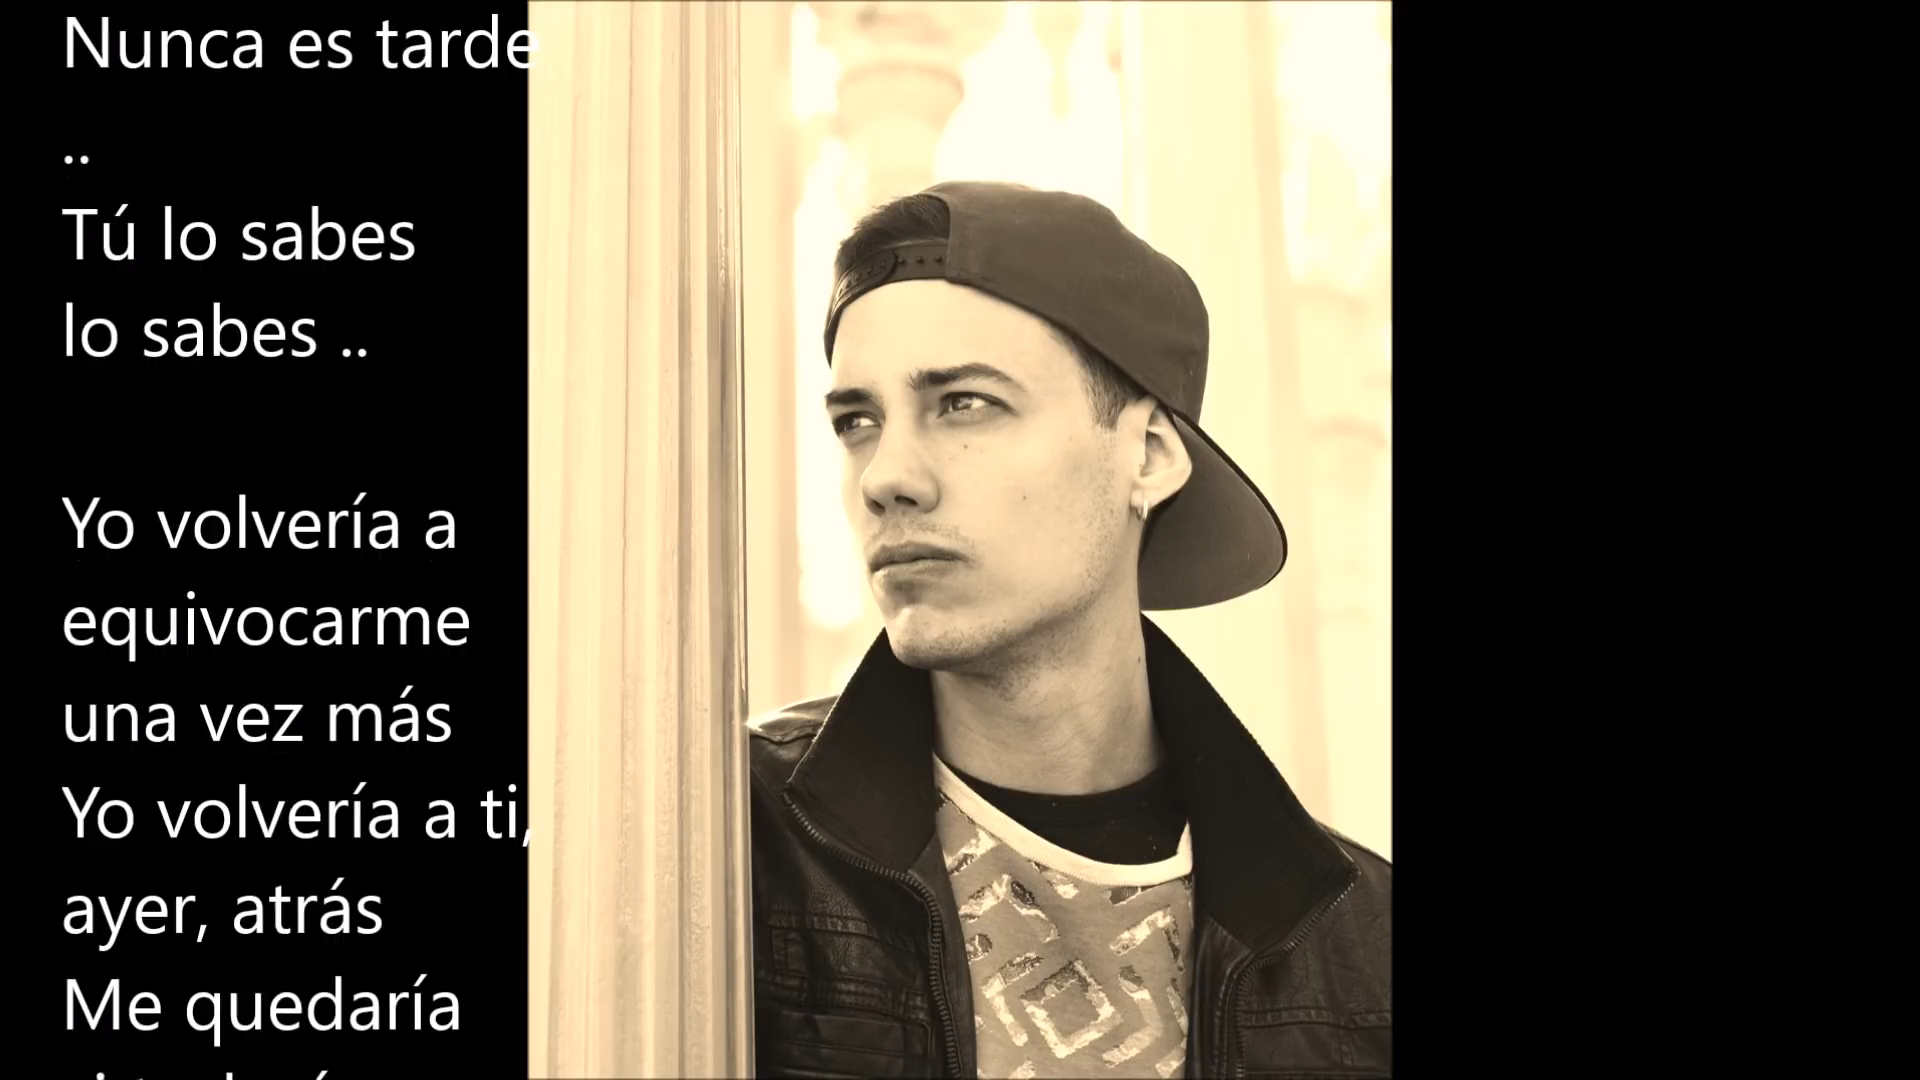 Nunca es tarde
..
Tú lo sabes
lo sabes ..
Yo volvería a
equivocarme
una vez más
Yo volvería a ti,
ayer, atrás
Me quedaría